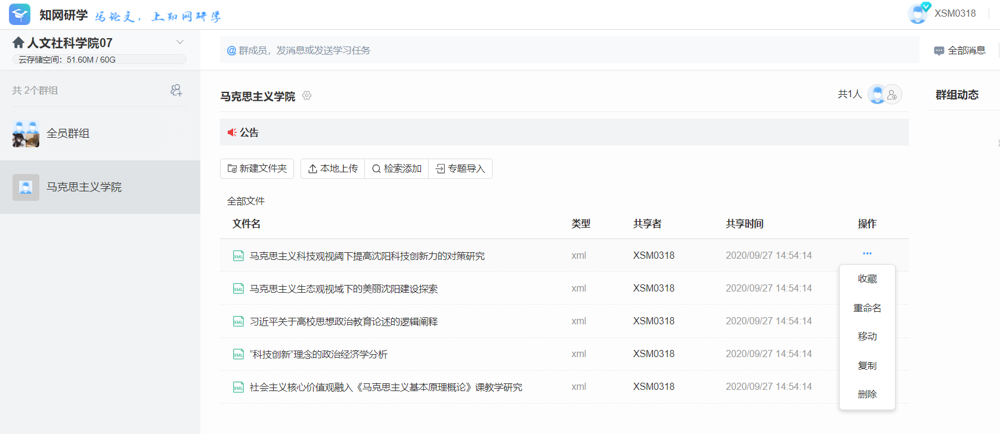 知网研学 写论文，上知网研学
XSM0318
人文社科学院07
云存储空间：51.60M / 60G
@ 群成员，发消息或发送学习任务
全部消息
共 2个群组
全员群组
马克思主义学院
马克思主义学院
共1人
群组动态
公告
新建文件夹 本地上传 检索添加 专题导入
全部文件
文件名 类型 共享者 共享时间 操作
马克思主义科技观视阈下提高沈阳科技创新力的对策研究 xml XSM0318 2020/09/27 14:54:14 ···
马克思主义生态观视域下的美丽沈阳建设探索 xml XSM0318 2020/09/27 14:54:14
习近平关于高校思想政治教育论述的逻辑阐释 xml XSM0318 2020/09/27 14:54:14
“科技创新”理念的政治经济学分析 xml XSM0318 2020/09/27 14:54:14
社会主义核心价值观融入《马克思主义基本原理概论》课教学研究 xml XSM0318 2020/09/27 14:54:14
收藏
重命名
移动
复制
删除